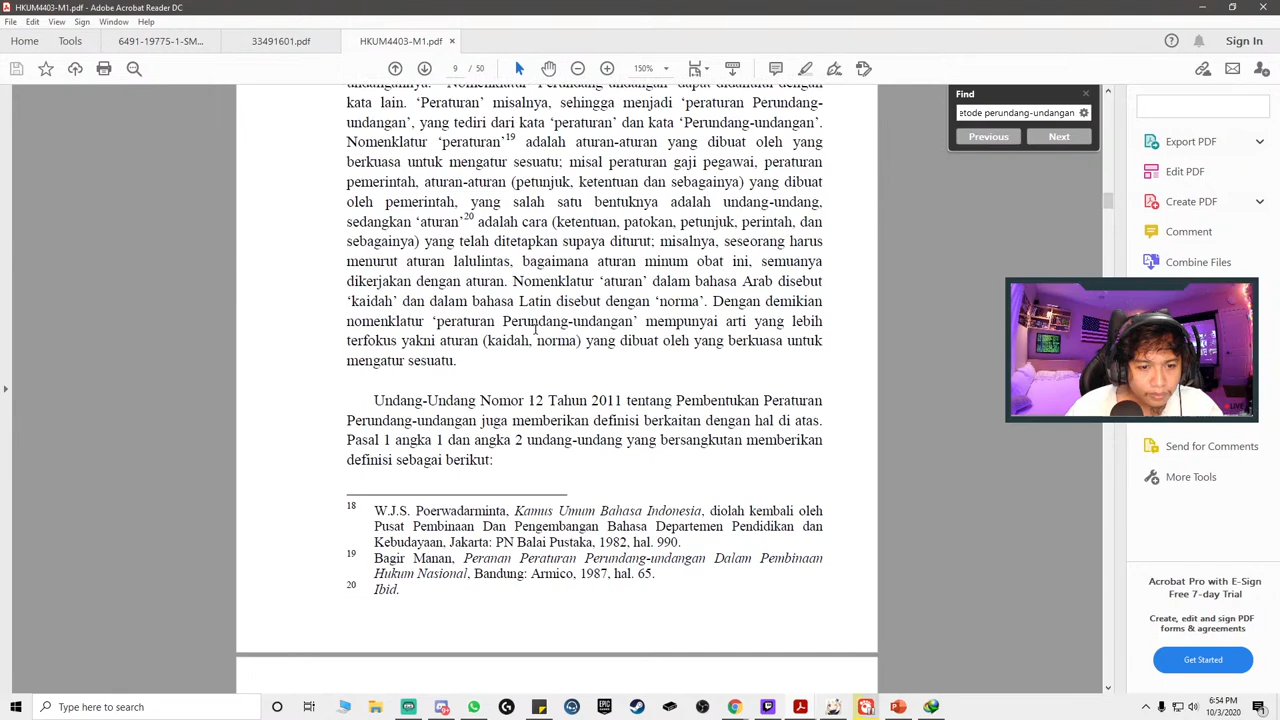 HKUM4403-M1.pdf - Adobe Acrobat Reader DC
File Edit View Sign Window Help
Home Tools 6491-19775-1-SM... 33491601.pdf HKUM4403-M1.pdf × Sign In
9 / 50 150%
Find
etode perundang-undangan
Previous Next
kata lain. ‘Peraturan’ misalnya, sehingga menjadi ‘peraturan Perundang-
undangan’, yang tediri dari kata ‘peraturan’ dan kata ‘Perundang-undangan’.
Nomenklatur ‘peraturan’19 adalah aturan-aturan yang dibuat oleh yang
berkuasa untuk mengatur sesuatu; misal peraturan gaji pegawai, peraturan
pemerintah, aturan-aturan (petunjuk, ketentuan dan sebagainya) yang dibuat
oleh pemerintah, yang salah satu bentuknya adalah undang-undang,
sedangkan ‘aturan’20 adalah cara (ketentuan, patokan, petunjuk, perintah, dan
sebagainya) yang telah ditetapkan supaya diturut; misalnya, seseorang harus
menurut aturan lalulintas, bagaimana aturan minum obat ini, semuanya
dikerjakan dengan aturan. Nomenklatur ‘aturan’ dalam bahasa Arab disebut
‘kaidah’ dan dalam bahasa Latin disebut dengan ‘norma’. Dengan demikian
nomenklatur ‘peraturan Perundang-undangan’ mempunyai arti yang lebih
terfokus yakni aturan (kaidah, norma) yang dibuat oleh yang berkuasa untuk
mengatur sesuatu.
Undang-Undang Nomor 12 Tahun 2011 tentang Pembentukan Peraturan
Perundang-undangan juga memberikan definisi berkaitan dengan hal di atas.
Pasal 1 angka 1 dan angka 2 undang-undang yang bersangkutan memberikan
definisi sebagai berikut:
18 W.J.S. Poerwadarminta, Kamus Umum Bahasa Indonesia, diolah kembali oleh
Pusat Pembinaan Dan Pengembangan Bahasa Departemen Pendidikan dan
Kebudayaan, Jakarta: PN Balai Pustaka, 1982, hal. 990.
19 Bagir Manan, Peranan Peraturan Perundang-undangan Dalam Pembinaan
Hukum Nasional, Bandung: Armico, 1987, hal. 65.
20 Ibid.
Export PDF
Edit PDF
Create PDF
Comment
Combine Files
LIVE
Send for Comments
More Tools
Acrobat Pro with E-Sign
Free 7-day Trial
Create, edit and sign PDF
forms & agreements
Get Started
Type here to search
6:54 PM
10/3/2020